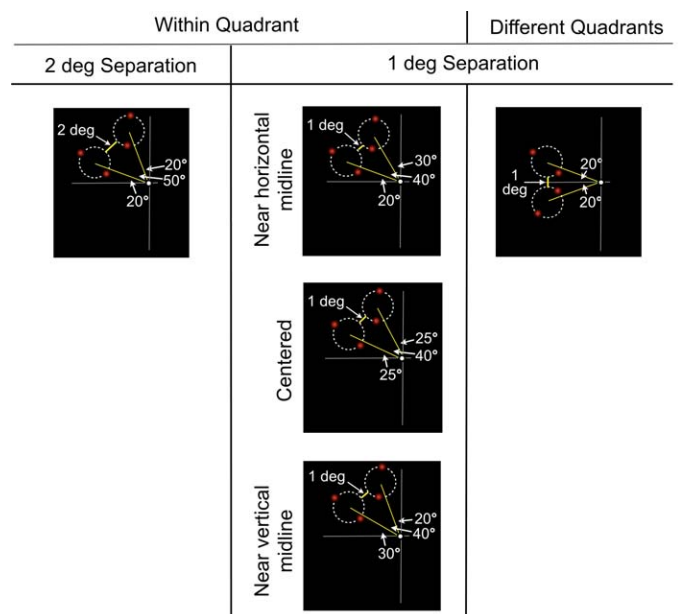 Within Quadrant
Different Quadrants
2 deg Separation
1 deg Separation
2 deg
20°
50°
20°
Near horizontal
midline
1 deg
30°
40°
20°
1
deg
20°
20°
Centered
1 deg
25°
40°
25°
Near vertical
midline
1 deg
20°
40°
30°